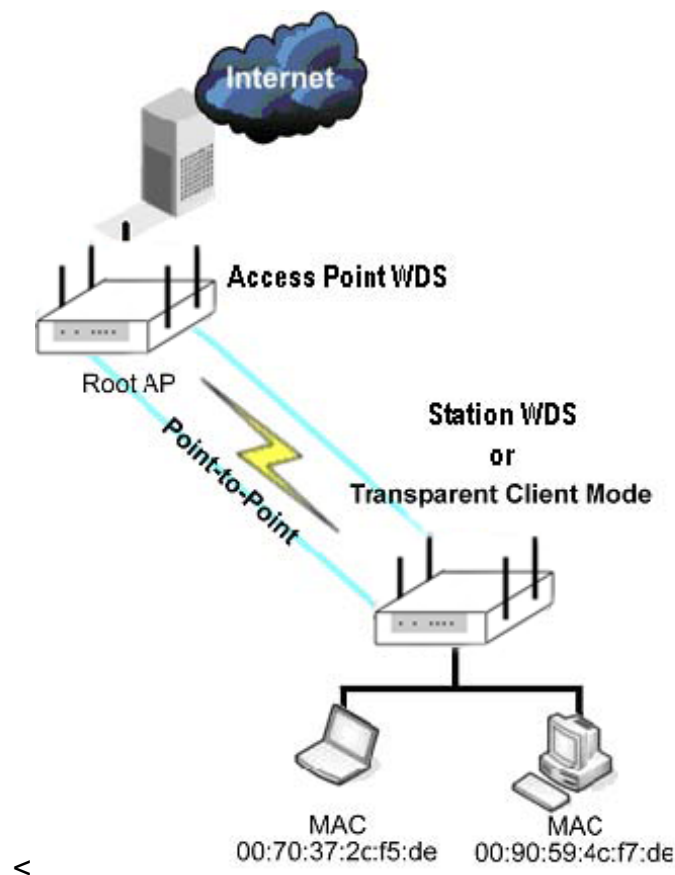 Internet
Access Point WDS
Root AP
Point-to-Point
Station WDS
or
Transparent Client Mode
MAC
00:70:37:2c:f5:de
MAC
00:90:59:4c:f7:de
<